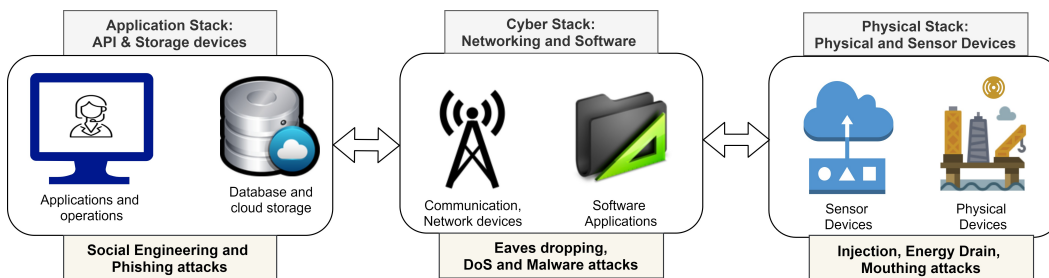 Application Stack:
API & Storage devices
Applications and
operations
Database and
cloud storage
Social Engineering and
Phishing attacks
Cyber Stack:
Networking and Software
Communication,
Network devices
Software
Applications
Eaves dropping,
DoS and Malware attacks
Physical Stack:
Physical and Sensor Devices
Sensor
Devices
Physical
Devices
Injection, Energy Drain,
Mouthing attacks